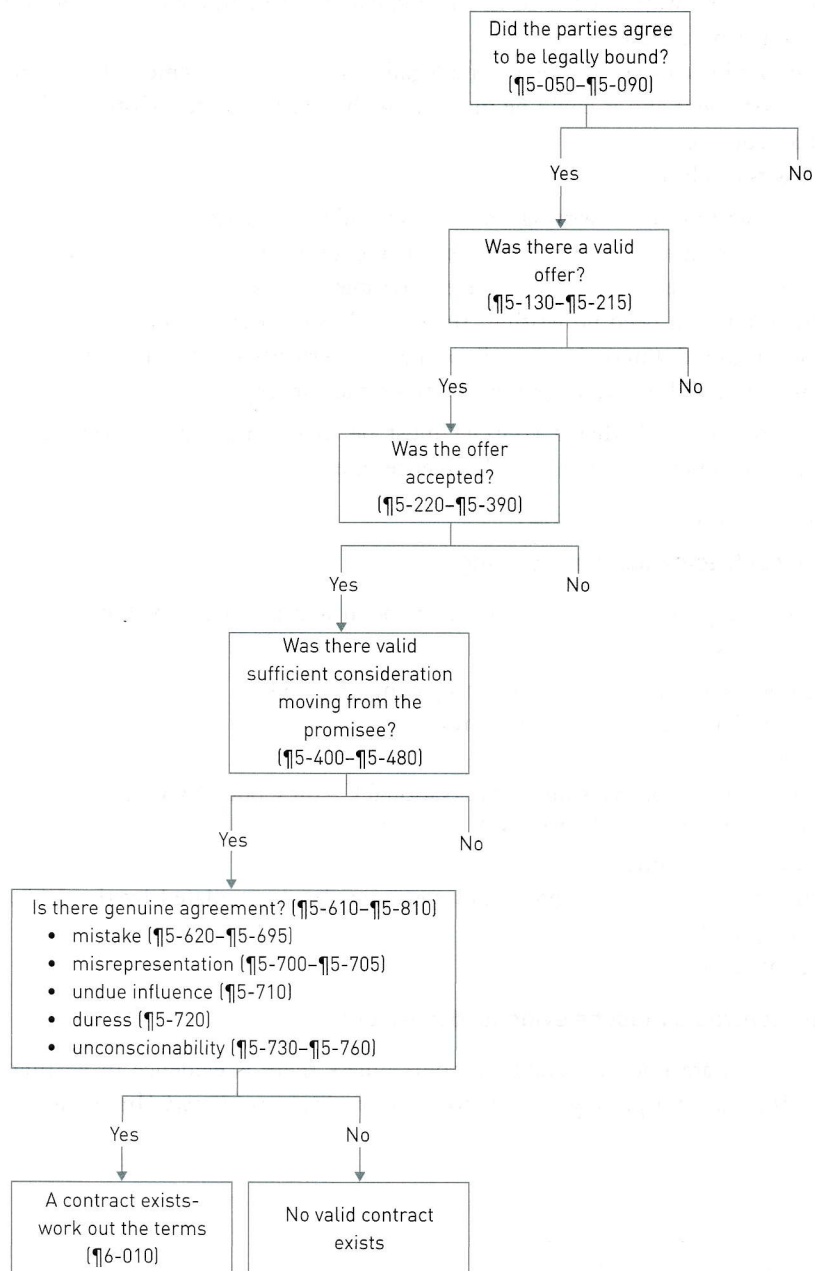 Did the parties agree
to be legally bound?
(¶5-050–¶5-090)
Yes
No
Was there a valid
offer?
(¶5-130–¶5-215)
Yes
No
Was the offer
accepted?
(¶5-220–¶5-390)
Yes
No
Was there valid
sufficient consideration
moving from the
promisee?
(¶5-400–¶5-480)
Yes
No
Is there genuine agreement? (¶5-610–¶5-810)
• mistake (¶5-620–¶5-695)
• misrepresentation (¶5-700–¶5-705)
• undue influence (¶5-710)
• duress (¶5-720)
• unconscionability (¶5-730–¶5-760)
Yes
No
A contract exists-
work out the terms
(¶6-010)
No valid contract
exists